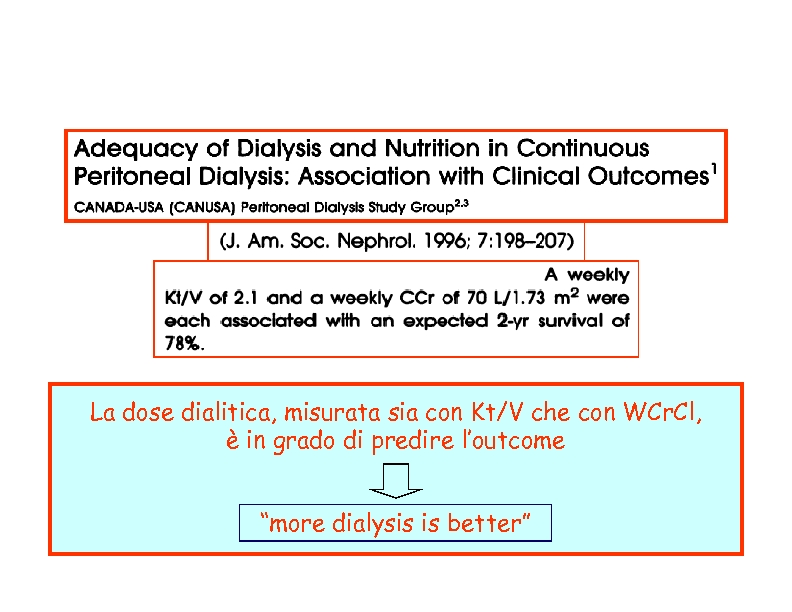 Adequacy of Dialysis and Nutrition in Continuous
Peritoneal Dialysis: Association with Clinical Outcomes¹
CANADA-USA (CANUSA) Peritoneal Dialysis Study Group²·³
(J. Am. Soc. Nephrol. 1996; 7:198–207)
A weekly
Kt/V of 2.1 and a weekly CCr of 70 L/1.73 m² were
each associated with an expected 2-yr survival of
78%.
La dose dialitica, misurata sia con Kt/V che con WCrCl,
è in grado di predire l’outcome
“more dialysis is better”